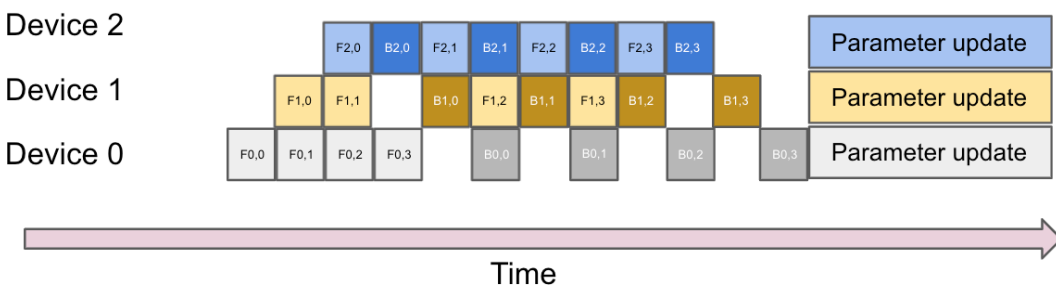 Device 2
F2,0 B2,0 F2,1 B2,1 F2,2 B2,2 F2,3 B2,3 Parameter update
Device 1
F1,0 F1,1 B1,0 F1,2 B1,1 F1,3 B1,2 B1,3 Parameter update
Device 0
F0,0 F0,1 F0,2 F0,3 B0,0 B0,1 B0,2 B0,3 Parameter update
Time